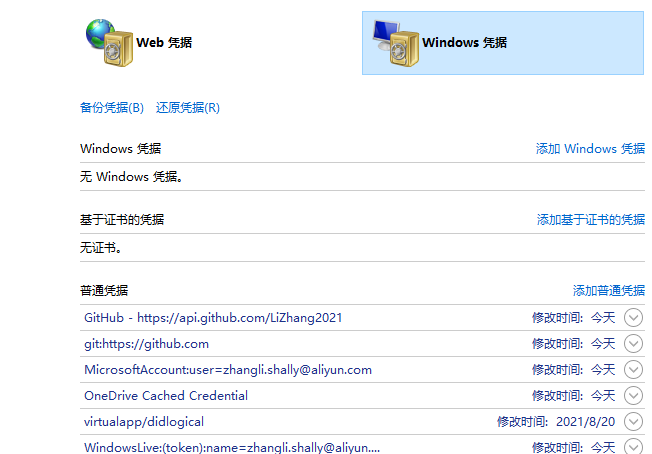 Web 凭据 Windows 凭据
备份凭据(B) 还原凭据(R)
Windows 凭据 添加 Windows 凭据
无 Windows 凭据。
基于证书的凭据 添加基于证书的凭据
无证书。
普通凭据 添加普通凭据
GitHub - https://api.github.com/LiZhang2021 修改时间: 今天
git:https://github.com 修改时间: 今天
MicrosoftAccount:user=zhangli.shally@aliyun.com 修改时间: 今天
OneDrive Cached Credential 修改时间: 今天
virtualapp/didlogical 修改时间: 2021/8/20
WindowsLive:(token):name=zhangli.shally@aliyun.... 修改时间: 今天